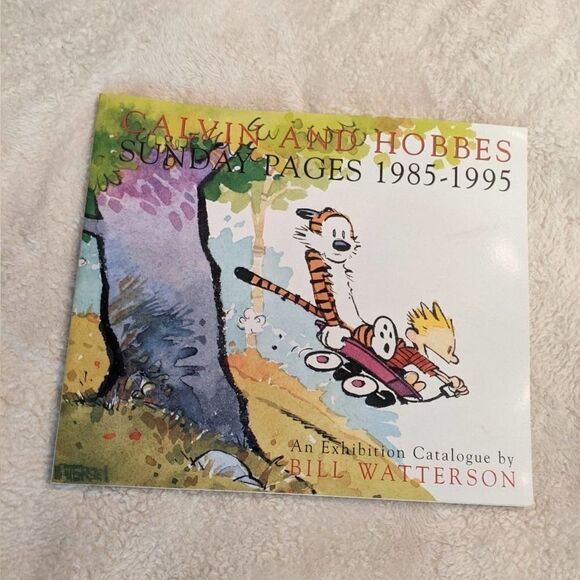 CALVIN AND HOBBES
SUNDAY PAGES 1985-1995
An Exhibition Catalogue by
BILL WATTERSON